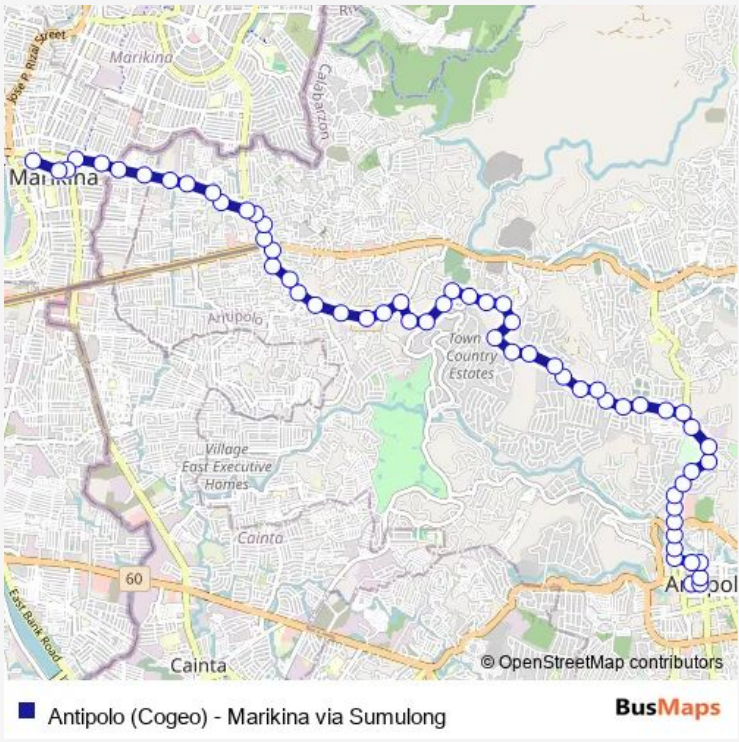 Jose P. Rizal Street
Marikina
Calabarzon
Marikina
Antipolo
Town
Country
Estates
Village
East Executive
Homes
Cainta
60
East Bank Road
Cainta
© OpenStreetMap contributors
Antipolo (Cogeo) - Marikina via Sumulong
BusMaps